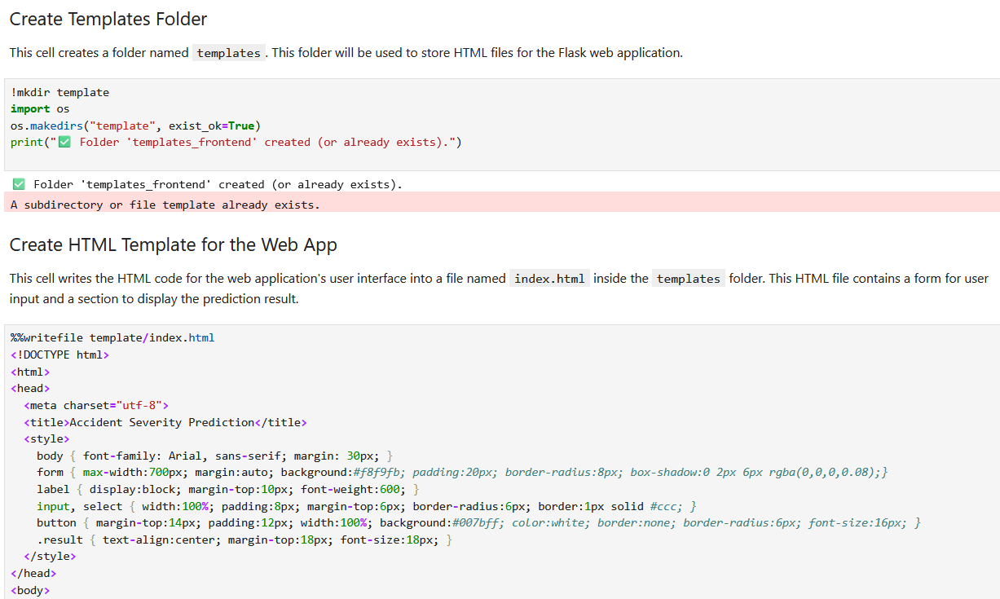 Create Templates Folder
This cell creates a folder named templates. This folder will be used to store HTML files for the Flask web application.
!mkdir template
import os
os.makedirs("template", exist_ok=True)
print("✅ Folder 'templates_frontend' created (or already exists).")
✅ Folder 'templates_frontend' created (or already exists).
A subdirectory or file template already exists.
Create HTML Template for the Web App
This cell writes the HTML code for the web application's user interface into a file named index.html inside the templates folder. This HTML file contains a form for user
input and a section to display the prediction result.
%%writefile template/index.html
<!DOCTYPE html>
<html>
<head>
  <meta charset="utf-8">
  <title>Accident Severity Prediction</title>
  <style>
    body { font-family: Arial, sans-serif; margin: 30px; }
    form { max-width:700px; margin:auto; background:#f8f9fb; padding:20px; border-radius:8px; box-shadow:0 2px 6px rgba(0,0,0,0.08);}
    label { display:block; margin-top:10px; font-weight:600; }
    input, select { width:100%; padding:8px; margin-top:6px; border-radius:6px; border:1px solid #ccc; }
    button { margin-top:14px; padding:12px; width:100%; background:#007bff; color:white; border:none; border-radius:6px; font-size:16px; }
    .result { text-align:center; margin-top:18px; font-size:18px; }
  </style>
</head>
<body>